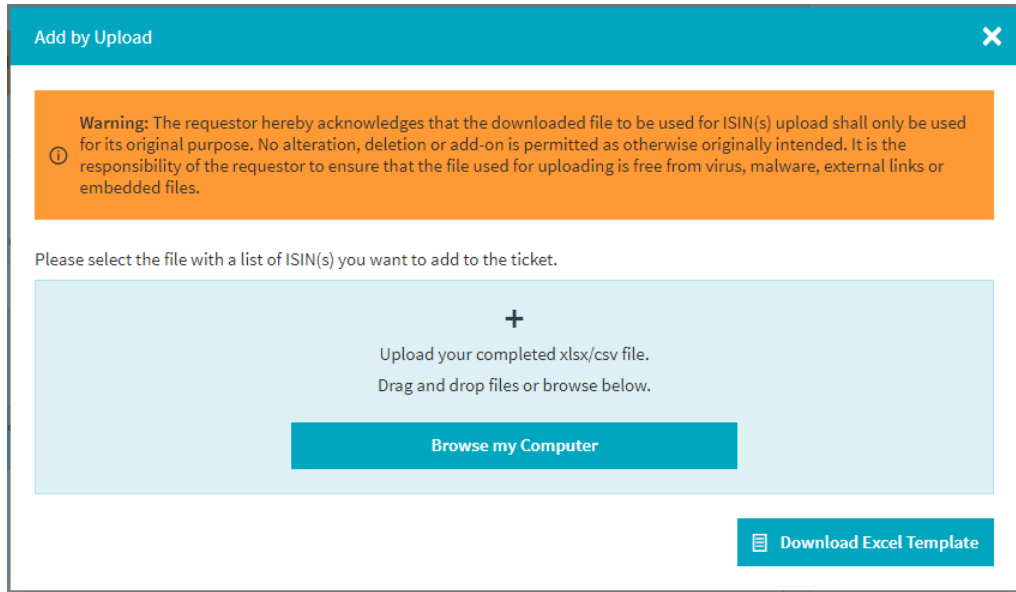 Add by Upload
Warning: The requestor hereby acknowledges that the downloaded file to be used for ISIN(s) upload shall only be used
for its original purpose. No alteration, deletion or add-on is permitted as otherwise originally intended. It is the
responsibility of the requestor to ensure that the file used for uploading is free from virus, malware, external links or
embedded files.
Please select the file with a list of ISIN(s) you want to add to the ticket.
Upload your completed xlsx/csv file.
Drag and drop files or browse below.
Browse my Computer
Download Excel Template